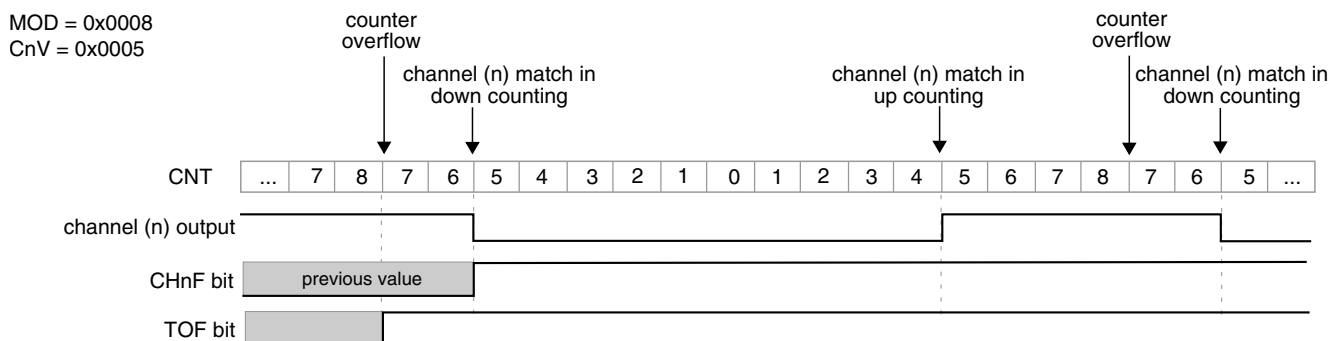 MOD = 0x0008
CnV = 0x0005
counter
overflow
channel (n) match in
down counting
channel (n) match in
up counting
counter
overflow
channel (n) match in
down counting
CNT ... 7 8 7 6 5 4 3 2 1 0 1 2 3 4 5 6 7 8 7 6 5 ...
channel (n) output
CHnF bit previous value
TOF bit